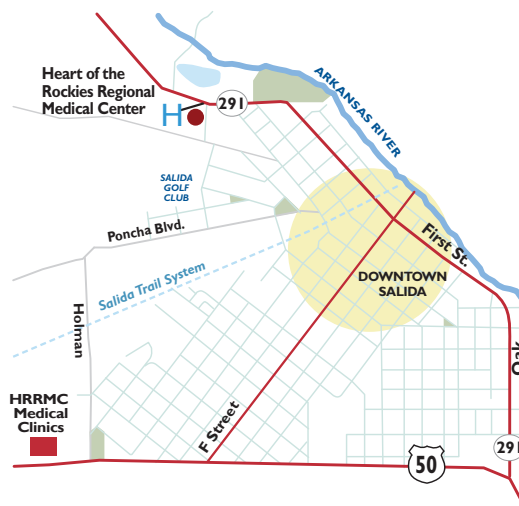 Heart of the
Rockies Regional
Medical Center
H
291
ARKANSAS RIVER
SALIDA
GOLF
CLUB
Poncha Blvd.
First St.
Salida Trail System
DOWNTOWN
SALIDA
Holman
Oak
HRRMC
Medical
Clinics
F Street
50
291